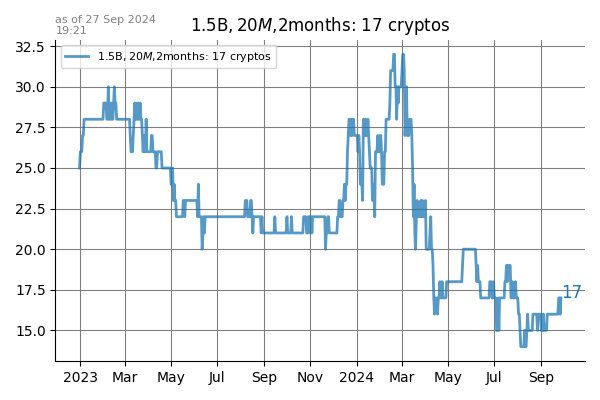 as of 27 Sep 2024
19:21
1.5B, 20M,2months: 17 cryptos
1.5B, 20M,2months: 17 cryptos
32.5
30.0
27.5
25.0
22.5
20.0
17.5
15.0
17
2023 Mar May Jul Sep Nov 2024 Mar May Jul Sep